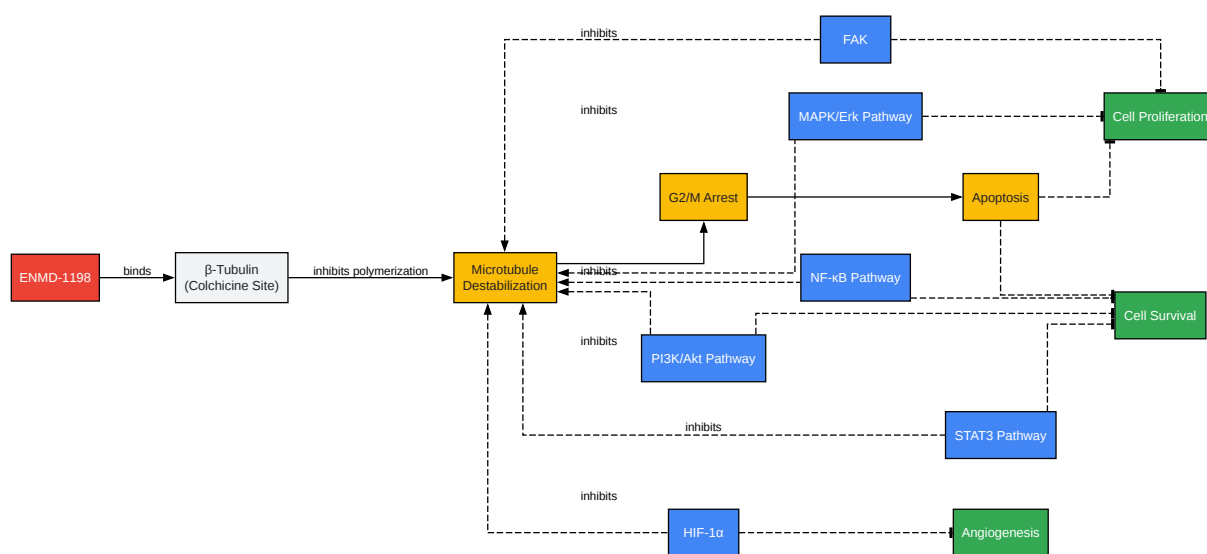 FAK
inhibits
inhibits
MAPK/Erk Pathway
Cell Proliferation
G2/M Arrest
Apoptosis
ENMD-1198
binds
β-Tubulin
(Colchicine Site)
inhibits polymerization
Microtubule
Destabilization
inhibits
NF-κB Pathway
Cell Survival
inhibits
PI3K/Akt Pathway
inhibits
STAT3 Pathway
inhibits
HIF-1α
Angiogenesis